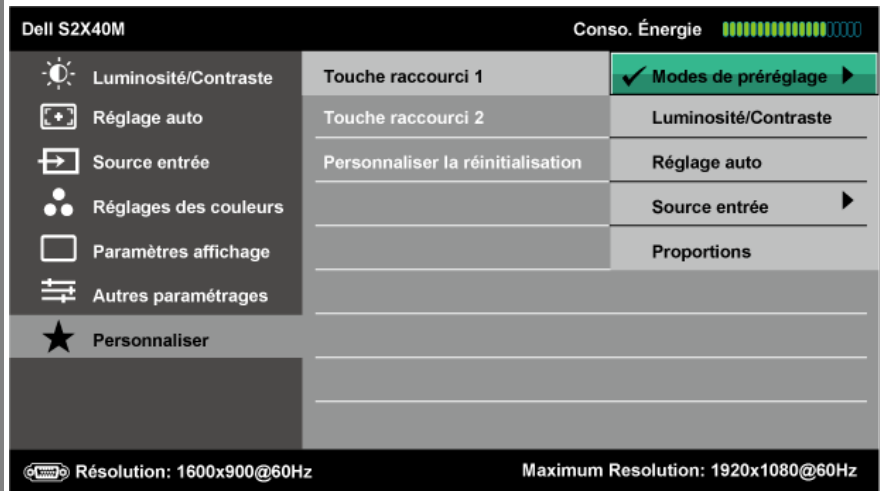 Dell S2X40M Conso. Énergie
Luminosité/Contraste Touche raccourci 1 Modes de préréglage
Réglage auto Touche raccourci 2 Luminosité/Contraste
Source entrée Personnaliser la réinitialisation Réglage auto
Réglages des couleurs Source entrée
Paramètres affichage Proportions
Autres paramétrages
Personnaliser
Résolution: 1600x900@60Hz Maximum Resolution: 1920x1080@60Hz